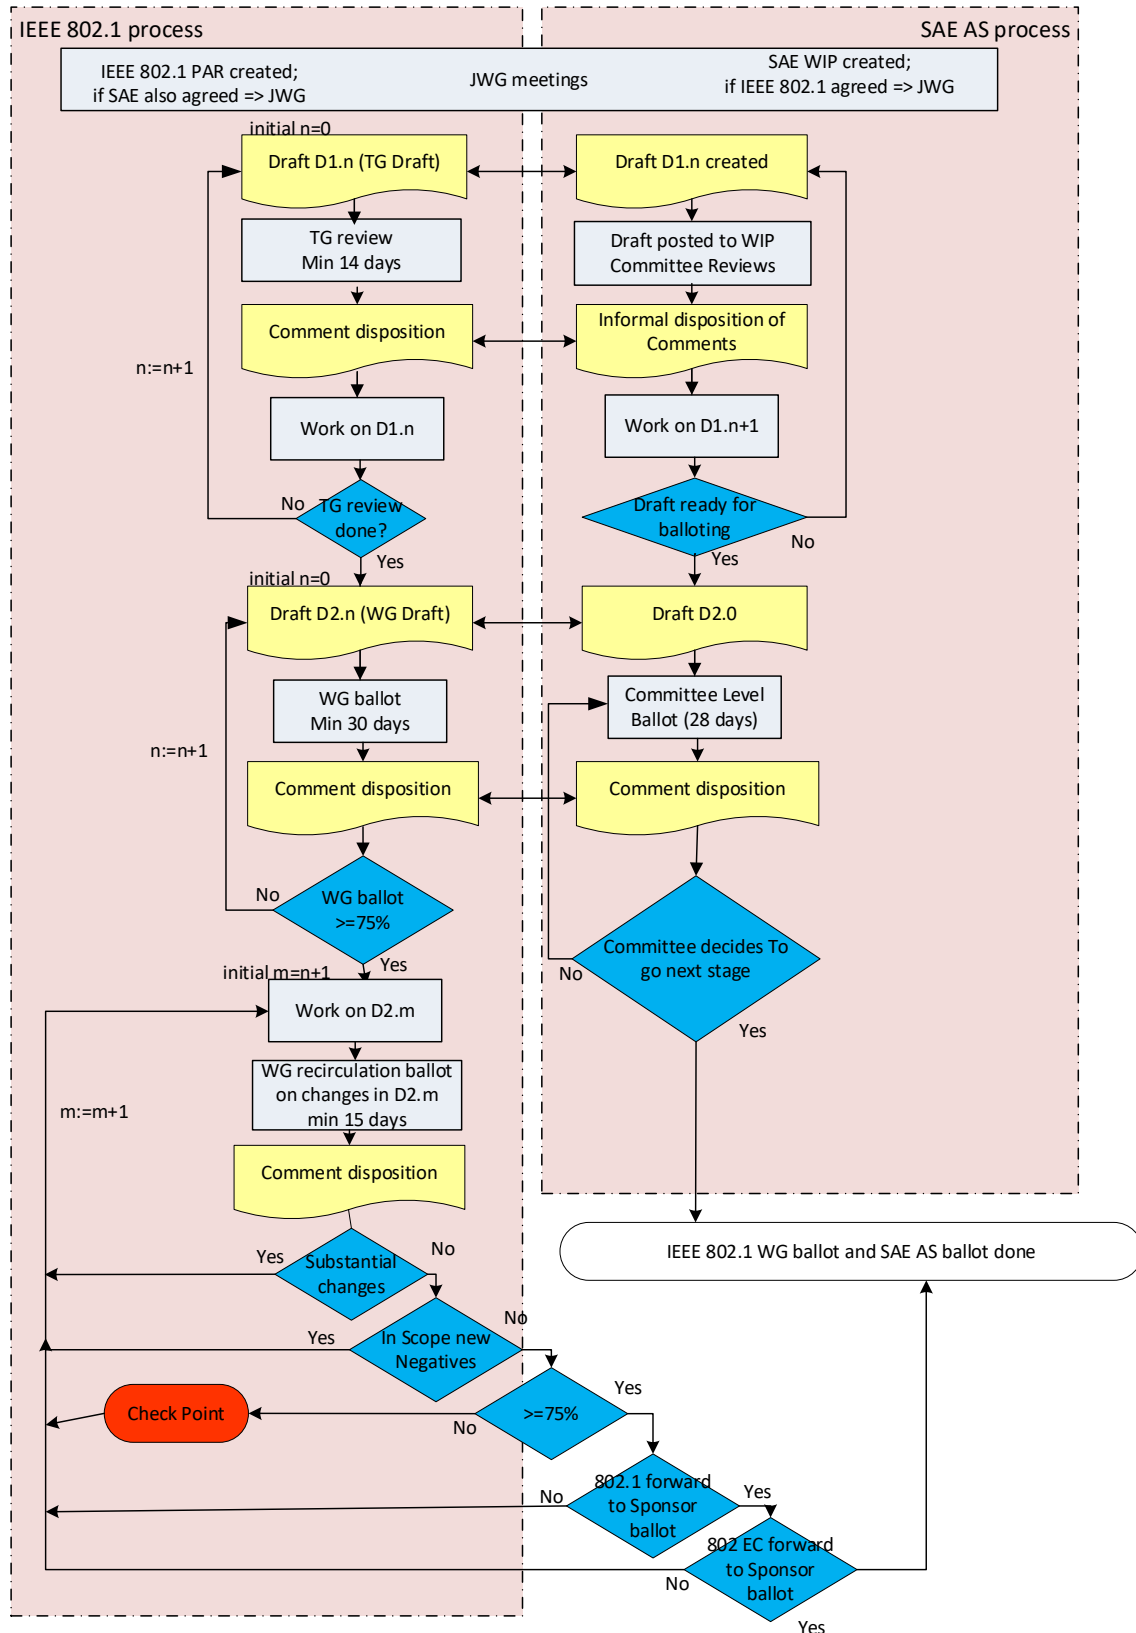 IEEE 802.1 process
SAE AS process
IEEE 802.1 PAR created;
if SAE also agreed => JWG
JWG meetings
SAE WIP created;
if IEEE 802.1 agreed => JWG
initial n=0
Draft D1.n (TG Draft)
Draft D1.n created
TG review
Min 14 days
Draft posted to WIP
Committee Reviews
Comment disposition
Informal disposition of
Comments
n:=n+1
Work on D1.n
Work on D1.n+1
No
TG review
done?
Yes
Draft ready for
balloting
No
Yes
initial n=0
Draft D2.n (WG Draft)
Draft D2.0
WG ballot
Min 30 days
Committee Level
Ballot (28 days)
n:=n+1
Comment disposition
Comment disposition
No
WG ballot
>=75%
Yes
Committee decides To
go next stage
No
Yes
initial m=n+1
Work on D2.m
WG recirculation ballot
on changes in D2.m
min 15 days
m:=m+1
Comment disposition
Yes
Substantial
changes
No
IEEE 802.1 WG ballot and SAE AS ballot done
Yes
In Scope new
Negatives
No
Check Point
No
>=75%
Yes
No
802.1 forward
to Sponsor
ballot
Yes
No
802 EC forward
to Sponsor
ballot
Yes